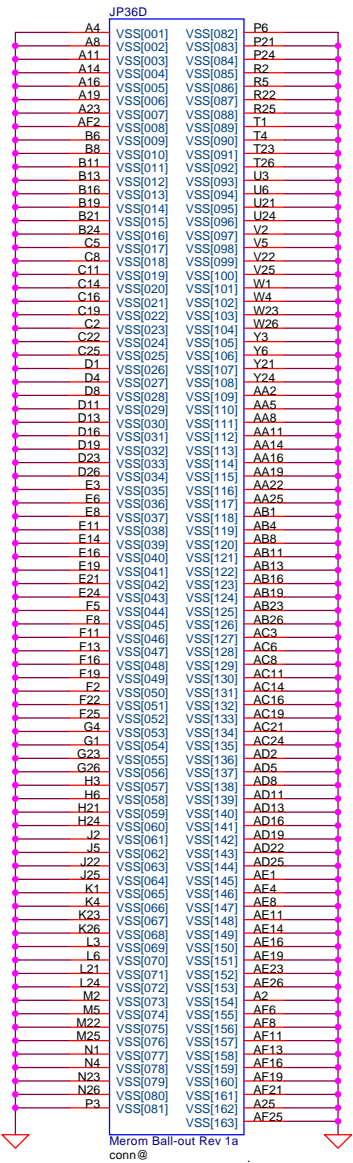 JP36D
A4 VSS[001] VSS[082] P6
A8 VSS[002] VSS[083] P21
A11 VSS[003] VSS[084] P24
A14 VSS[004] VSS[085] R2
A16 VSS[005] VSS[086] R5
A19 VSS[006] VSS[087] R22
A23 VSS[007] VSS[088] R25
AF2 VSS[008] VSS[089] T1
B6 VSS[009] VSS[090] T4
B8 VSS[010] VSS[091] T23
B11 VSS[011] VSS[092] T26
B13 VSS[012] VSS[093] U3
B16 VSS[013] VSS[094] U6
B19 VSS[014] VSS[095] U21
B21 VSS[015] VSS[096] U24
B24 VSS[016] VSS[097] V2
C5 VSS[017] VSS[098] V5
C8 VSS[018] VSS[099] V22
C11 VSS[019] VSS[100] V25
C14 VSS[020] VSS[101] W1
C16 VSS[021] VSS[102] W4
C19 VSS[022] VSS[103] W23
C2 VSS[023] VSS[104] W26
C22 VSS[024] VSS[105] Y3
C25 VSS[025] VSS[106] Y6
D1 VSS[026] VSS[107] Y21
D4 VSS[027] VSS[108] Y24
D8 VSS[028] VSS[109] AA2
D11 VSS[029] VSS[110] AA5
D13 VSS[030] VSS[111] AA8
D16 VSS[031] VSS[112] AA11
D19 VSS[032] VSS[113] AA14
D23 VSS[033] VSS[114] AA16
D26 VSS[034] VSS[115] AA19
E3 VSS[035] VSS[116] AA22
E6 VSS[036] VSS[117] AA25
E8 VSS[037] VSS[118] AB1
E11 VSS[038] VSS[119] AB4
E14 VSS[039] VSS[120] AB8
E16 VSS[040] VSS[121] AB11
E19 VSS[041] VSS[122] AB13
E21 VSS[042] VSS[123] AB16
E24 VSS[043] VSS[124] AB19
F5 VSS[044] VSS[125] AB23
F8 VSS[045] VSS[126] AB26
F11 VSS[046] VSS[127] AC3
F13 VSS[047] VSS[128] AC6
F16 VSS[048] VSS[129] AC8
F19 VSS[049] VSS[130] AC11
F2 VSS[050] VSS[131] AC14
F22 VSS[051] VSS[132] AC16
F25 VSS[052] VSS[133] AC19
G4 VSS[053] VSS[134] AC21
G1 VSS[054] VSS[135] AC24
G23 VSS[055] VSS[136] AD2
G26 VSS[056] VSS[137] AD5
H3 VSS[057] VSS[138] AD8
H6 VSS[058] VSS[139] AD11
H21 VSS[059] VSS[140] AD13
H24 VSS[060] VSS[141] AD16
J2 VSS[061] VSS[142] AD19
J5 VSS[062] VSS[143] AD22
J22 VSS[063] VSS[144] AD25
J25 VSS[064] VSS[145] AE1
K1 VSS[065] VSS[146] AE4
K4 VSS[066] VSS[147] AE8
K23 VSS[067] VSS[148] AE11
K26 VSS[068] VSS[149] AE14
L3 VSS[069] VSS[150] AE16
L6 VSS[070] VSS[151] AE19
L21 VSS[071] VSS[152] AE23
L24 VSS[072] VSS[153] AE26
M2 VSS[073] VSS[154] A2
M5 VSS[074] VSS[155] AF6
M22 VSS[075] VSS[156] AF8
M25 VSS[076] VSS[157] AF11
N1 VSS[077] VSS[158] AF13
N4 VSS[078] VSS[159] AF16
N23 VSS[079] VSS[160] AF19
N26 VSS[080] VSS[161] AF21
P3 VSS[081] VSS[162] A25
VSS[163] AF25
Merom Ball-out Rev 1a
conn@
.